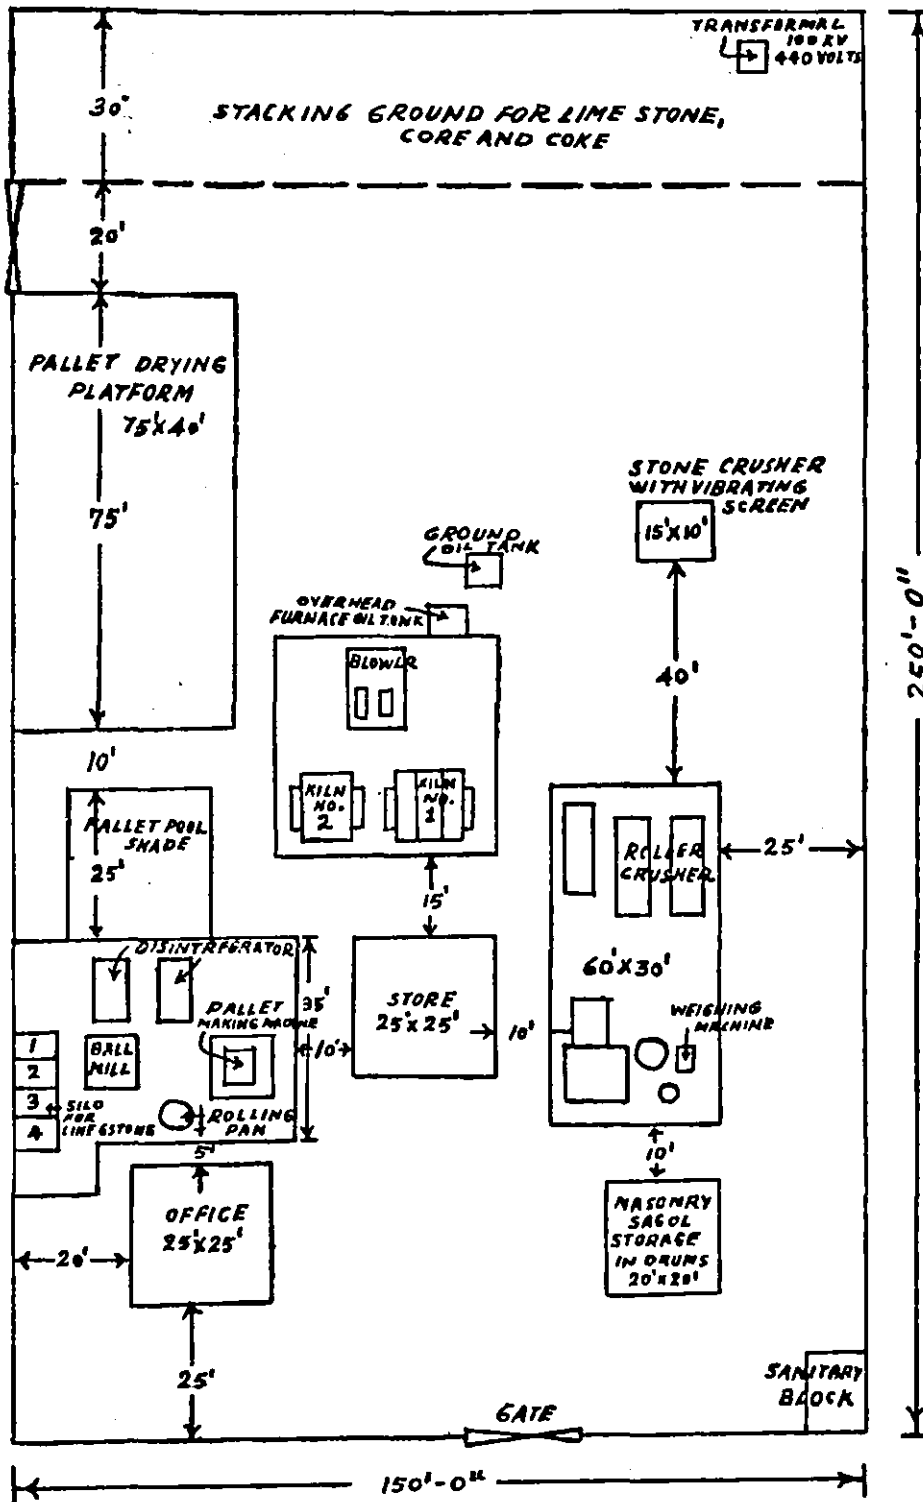 TRANSFORMAL
100 KV
440 VOLTS
30"
STACKING GROUND FOR LIME STONE,
CORE AND COKE
20'
PALLET DRYING
PLATFORM
75'X40'
75'
STONE CRUSHER
WITH VIBRATING
SCREEN
15'X10'
GROUND
OIL TANK
OVERHEAD
FURNACE OIL TANK
BLOWER
40'
250'-0"
10'
KILN
NO.
2
KILN
NO.
1
PALLET POOL
SHADE
25'
15'
ROLLER
CRUSHER
25'
60'X30'
DISINTREGRATOR
35'
PALLET
MAKING MACHINE
STORE
25'X25'
10'
10'
WEIGHING
MACHINE
1
2
3
4
BALL
MILL
SILO
FOR
LIMEGSTONE
ROLLING
PAN
5'
10'
OFFICE
25'X25'
20'
MASONRY
SAGOL
STORAGE
IN DRUMS
20'X20'
25'
SANITARY
BLOCK
GATE
150'-0"